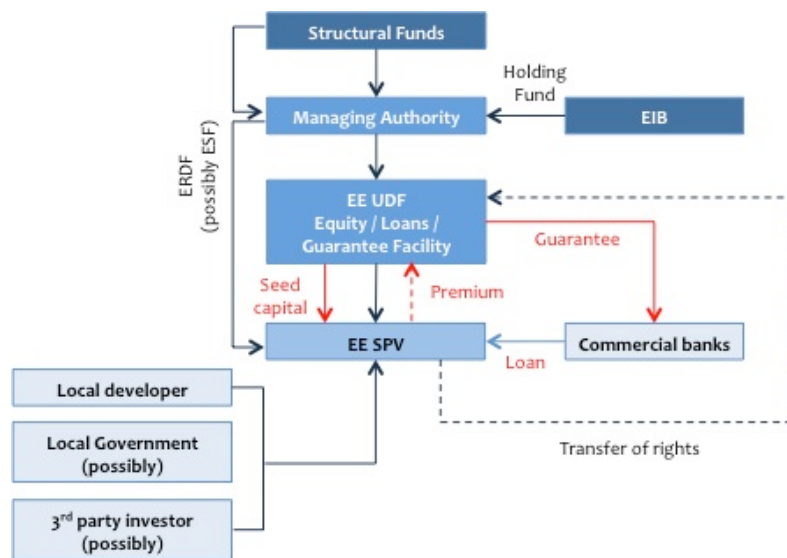 Structural Funds
Holding
Fund
Managing Authority
EIB
ERDF
(possibly ESF)
EE UDF
Equity / Loans /
Guarantee Facility
Guarantee
Seed
capital
Premium
EE SPV
Commercial banks
Loan
Local developer
Local Government
(possibly)
Transfer of rights
3rd party investor
(possibly)